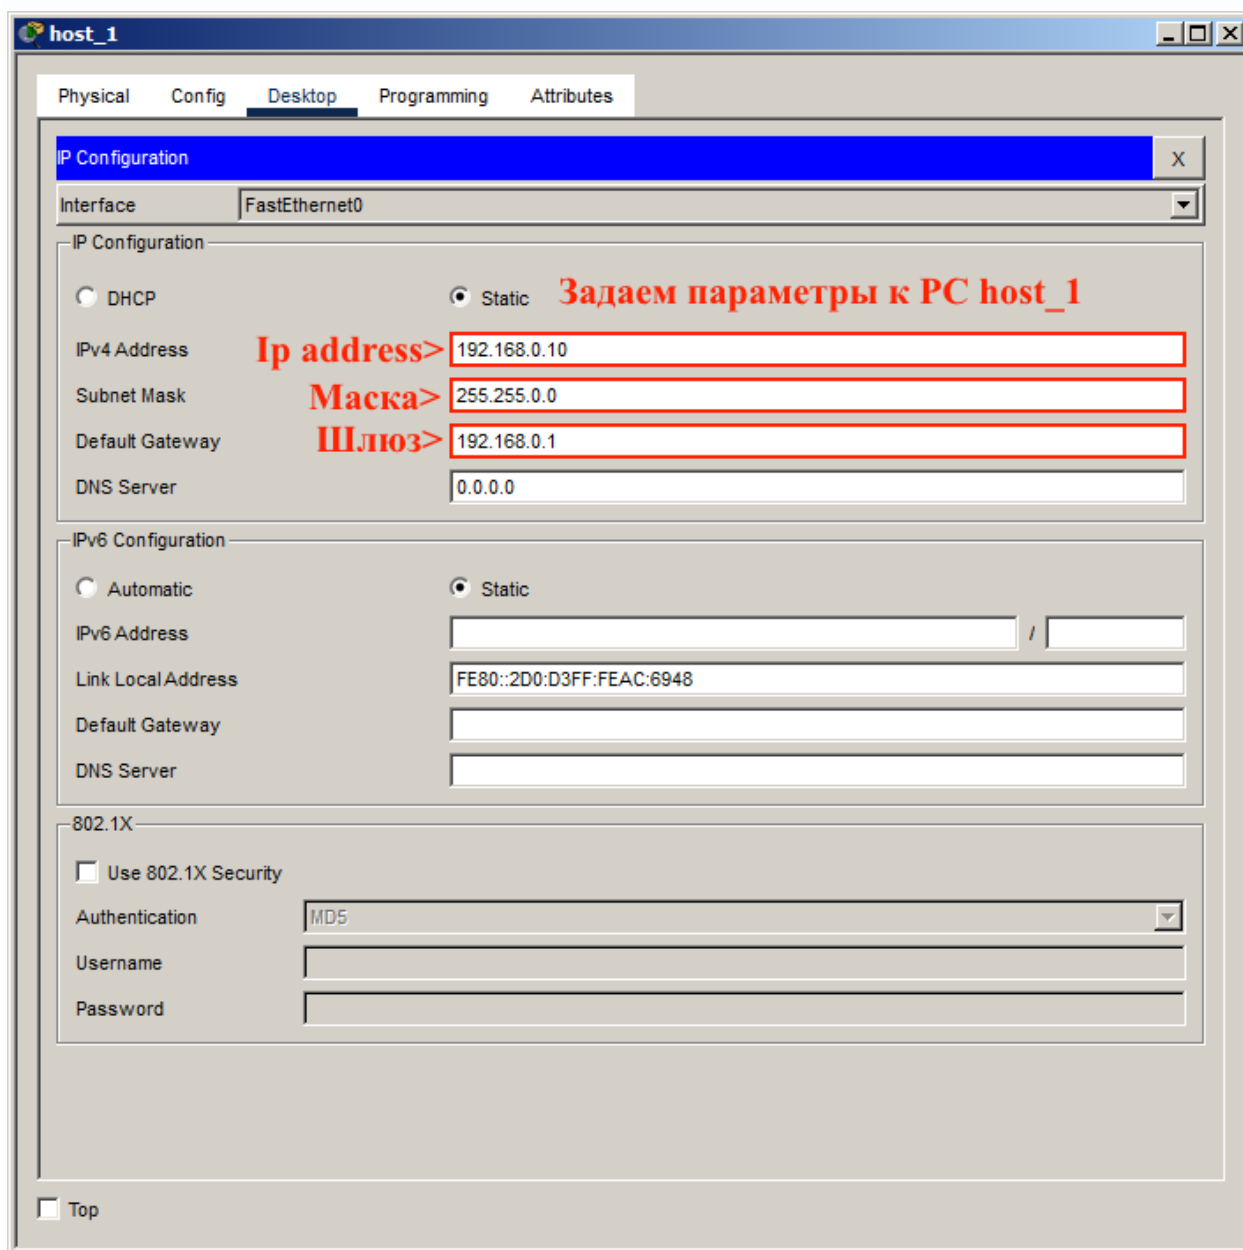 host_1
Physical Config Desktop Programming Attributes
IP Configuration X
Interface FastEthernet0
IP Configuration
DHCP Static Задаем параметры к PC host_1
IPv4 Address Ip address> 192.168.0.10
Subnet Mask Маска> 255.255.0.0
Default Gateway Шлюз> 192.168.0.1
DNS Server 0.0.0.0
IPv6 Configuration
Automatic Static
IPv6 Address /
Link Local Address FE80::2D0:D3FF:FEAC:6948
Default Gateway
DNS Server
802.1X
Use 802.1X Security
Authentication MD5
Username
Password
Top